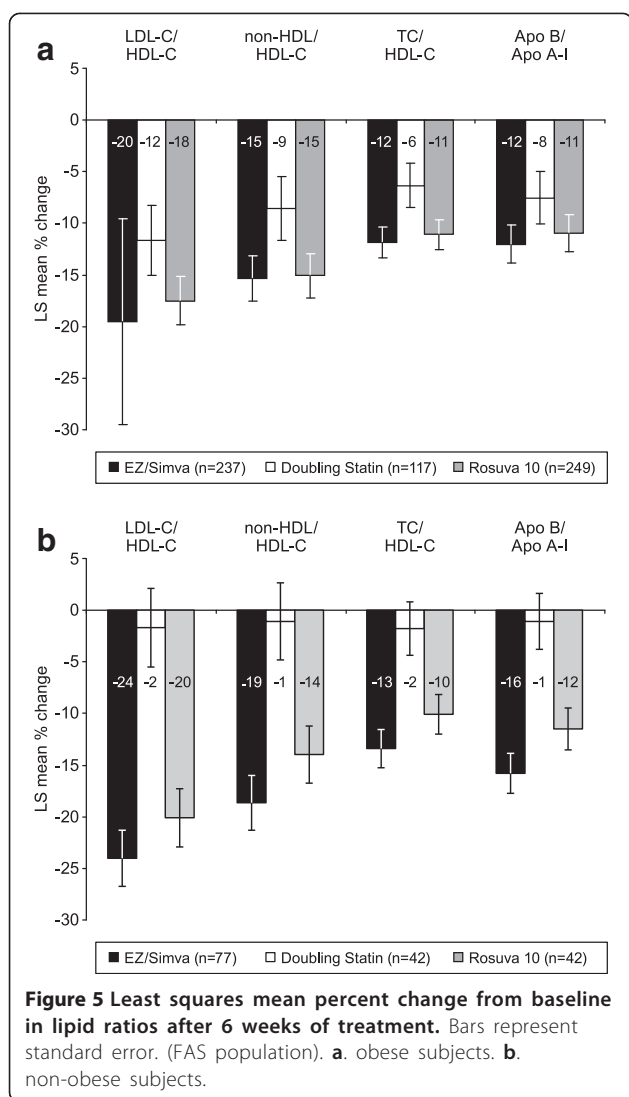 a
LDL-C/ HDL-C
non-HDL/ HDL-C
TC/ HDL-C
Apo B/ Apo A-I
LS mean % change
5
0
-5
-10
-15
-20
-25
-30
-20 -12 -18 -15 -9 -15 -12 -6 -11 -12 -8 -11
EZ/Simva (n=237) Doubling Statin (n=117) Rosuva 10 (n=249)
b
LDL-C/ HDL-C
non-HDL/ HDL-C
TC/ HDL-C
Apo B/ Apo A-I
LS mean % change
5
0
-5
-10
-15
-20
-25
-30
-24 -2 -20 -19 -1 -14 -13 -2 -10 -16 -1 -12
EZ/Simva (n=77) Doubling Statin (n=42) Rosuva 10 (n=42)
Figure 5 Least squares mean percent change from baseline
in lipid ratios after 6 weeks of treatment. Bars represent
standard error. (FAS population). a. obese subjects. b.
non-obese subjects.